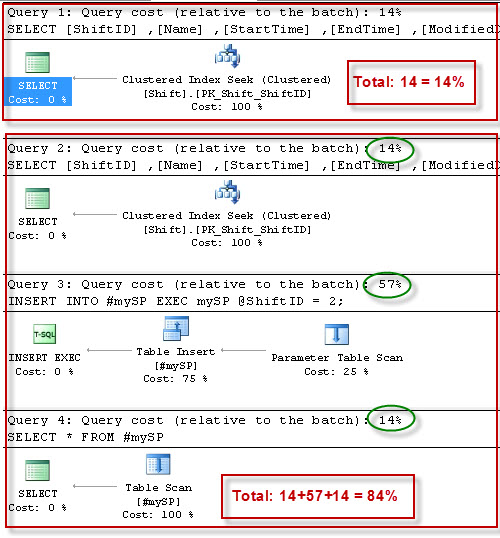 Query 1: Query cost (relative to the batch): 14%
SELECT [ShiftID] ,[Name] ,[StartTime] ,[EndTime] ,[ModifiedD
SELECT
Cost: 0 %
Clustered Index Seek (Clustered)
[Shift].[PK_Shift_ShiftID]
Cost: 100 %
Total: 14 = 14%
Query 2: Query cost (relative to the batch): 14%
SELECT [ShiftID] ,[Name] ,[StartTime] ,[EndTime] ,[ModifiedD
SELECT
Cost: 0 %
Clustered Index Seek (Clustered)
[Shift].[PK_Shift_ShiftID]
Cost: 100 %
Query 3: Query cost (relative to the batch): 57%
INSERT INTO #mySP EXEC mySP @ShiftID = 2;
T-SQL
INSERT EXEC
Cost: 0 %
Table Insert
[#mySP]
Cost: 75 %
Parameter Table Scan
Cost: 25 %
Query 4: Query cost (relative to the batch): 14%
SELECT * FROM #mySP
SELECT
Cost: 0 %
Table Scan
[#mySP]
Cost: 100 %
Total: 14+57+14 = 84%